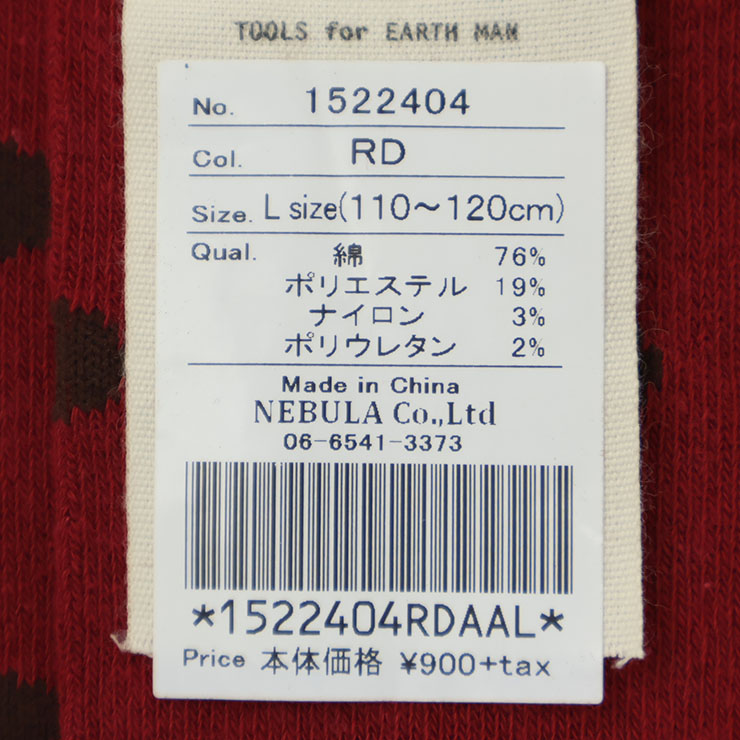 TOOLS for EARTH MAN
No. 1522404
Col. RD
Size. L size(110～120cm)
Qual. 綿 76%
ポリエステル 19%
ナイロン 3%
ポリウレタン 2%
Made in China
NEBULA Co.,Ltd
06-6541-3373
*1522404RDAAL*
Price 本体価格 ¥900+tax